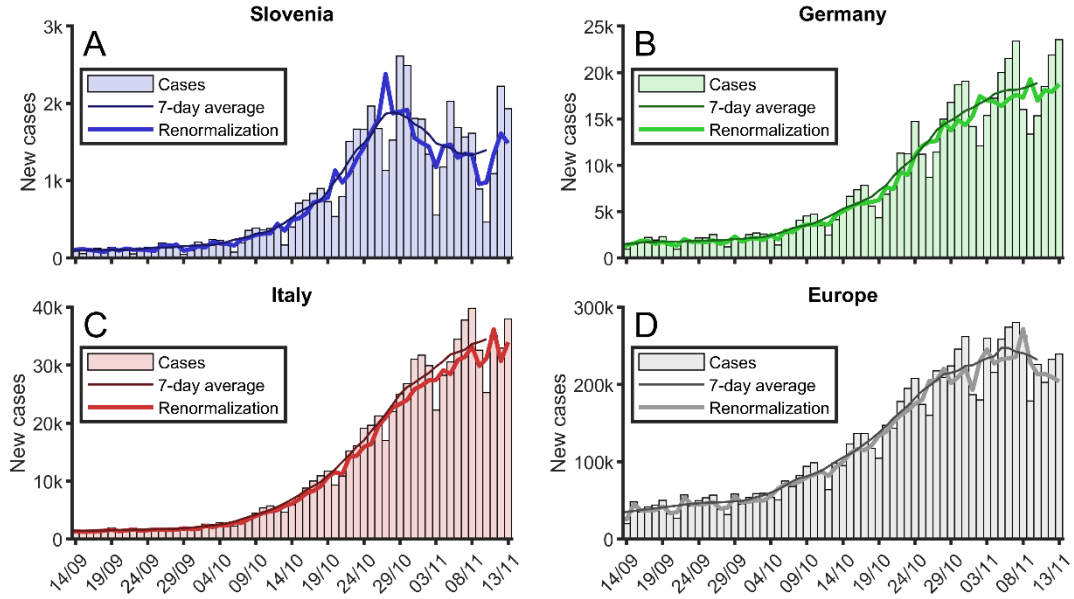 Slovenia
A
3k
2k
1k
0
New cases
Cases
7-day average
Renormalization
Germany
B
25k
20k
15k
10k
5k
0
New cases
Cases
7-day average
Renormalization
Italy
C
40k
30k
20k
10k
0
New cases
Cases
7-day average
Renormalization
14/09 19/09 24/09 29/09 04/10 09/10 14/10 19/10 24/10 29/10 03/11 08/11 13/11
Europe
D
300k
200k
100k
0
New cases
Cases
7-day average
Renormalization
14/09 19/09 24/09 29/09 04/10 09/10 14/10 19/10 24/10 29/10 03/11 08/11 13/11